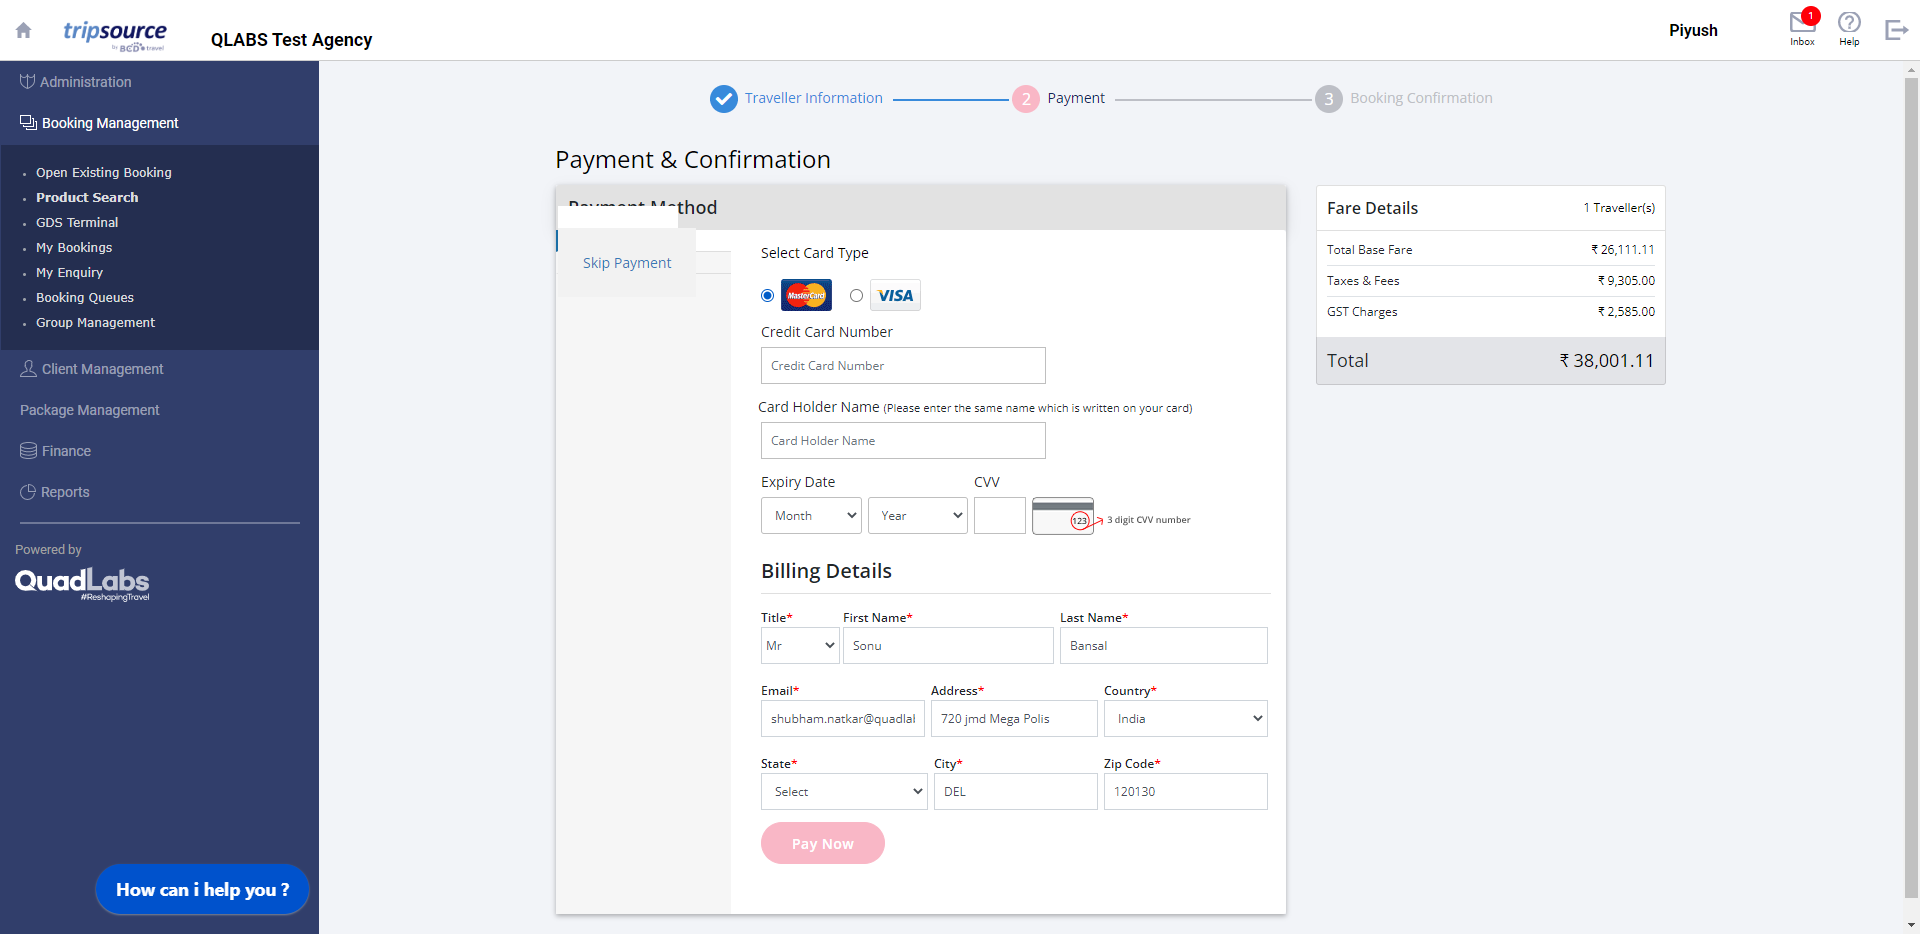 tripsource
by BCD travel
QLABS Test Agency
Piyush
1
Inbox
Help
Administration
Booking Management
Open Existing Booking
Product Search
GDS Terminal
My Bookings
My Enquiry
Booking Queues
Group Management
Client Management
Package Management
Finance
Reports
Powered by
QuadLabs
#ReshapingTravel
How can i help you ?
Traveller Information
2 Payment
3 Booking Confirmation
Payment & Confirmation
Payment Method
Skip Payment
Select Card Type
MasterCard
VISA
Credit Card Number
Credit Card Number
Card Holder Name (Please enter the same name which is written on your card)
Card Holder Name
Expiry Date CVV
Month Year 123 3 digit CVV number
Billing Details
Title* First Name* Last Name*
Mr Sonu Bansal
Email* Address* Country*
shubham.natkar@quadlal 720 jmd Mega Polis India
State* City* Zip Code*
Select DEL 120130
Pay Now
Fare Details 1 Traveller(s)
Total Base Fare ₹ 26,111.11
Taxes & Fees ₹ 9,305.00
GST Charges ₹ 2,585.00
Total ₹ 38,001.11